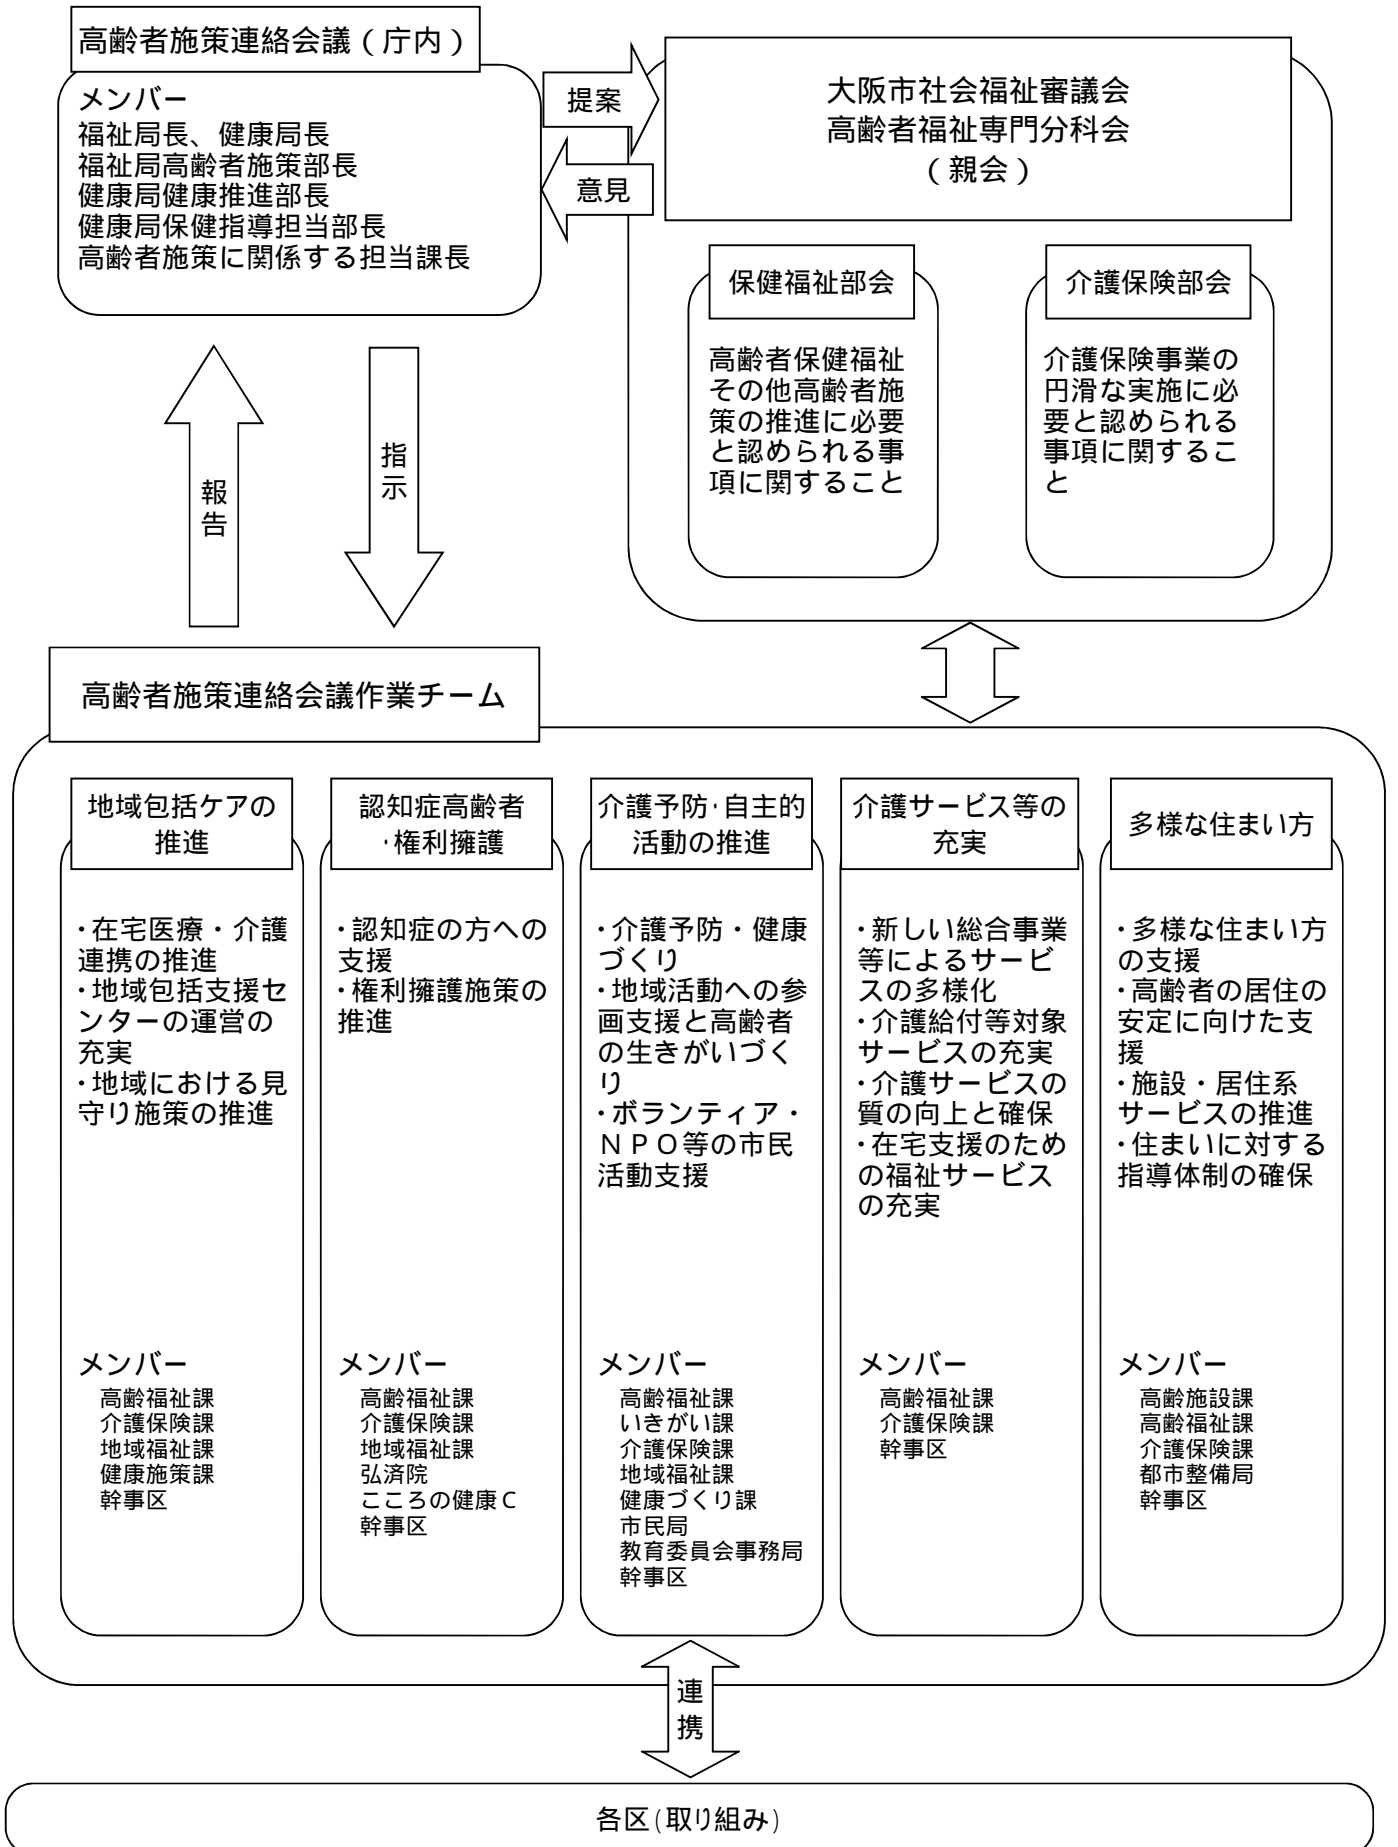 高齢者施策連絡会議(庁内)
メンバー
福祉局長、健康局長
福祉局高齢者施策部長
健康局健康推進部長
健康局保健指導担当部長
高齢者施策に関係する担当課長
提案
意見
大阪市社会福祉審議会
高齢者福祉専門分科会
(親会)
保健福祉部会
高齢者保健福祉
その他高齢者施
策の推進に必要
と認められる事
項に関すること
介護保険部会
介護保険事業の
円滑な実施に必
要と認められる
事項に関するこ
と
報
告
指
示
高齢者施策連絡会議作業チーム
地域包括ケアの
推進
・在宅医療・介護
連携の推進
・地域包括支援セ
ンターの運営の
充実
・地域における見
守り施策の推進
メンバー
高齢福祉課
介護保険課
地域福祉課
健康施策課
幹事区
認知症高齢者
・権利擁護
・認知症の方への
支援
・権利擁護施策の
推進
メンバー
高齢福祉課
介護保険課
地域福祉課
弘済院
こころの健康C
幹事区
介護予防・自主的
活動の推進
・介護予防・健康
づくり
・地域活動への参
画支援と高齢者
の生きがいづく
り
・ボランティア・
NPO等の市民
活動支援
メンバー
高齢福祉課
いきがい課
介護保険課
地域福祉課
健康づくり課
市民局
教育委員会事務局
幹事区
介護サービス等の
充実
・新しい総合事業
等によるサービ
スの多様化
・介護給付等対象
サービスの充実
・介護サービスの
質の向上と確保
・在宅支援のため
の福祉サービス
の充実
メンバー
高齢福祉課
介護保険課
幹事区
多様な住まい方
・多様な住まい方
の支援
・高齢者の居住の
安定に向けた支
援
・施設・居住系
サービスの推進
・住まいに対する
指導体制の確保
メンバー
高齢施設課
高齢福祉課
介護保険課
都市整備局
幹事区
連
携
各区(取り組み)